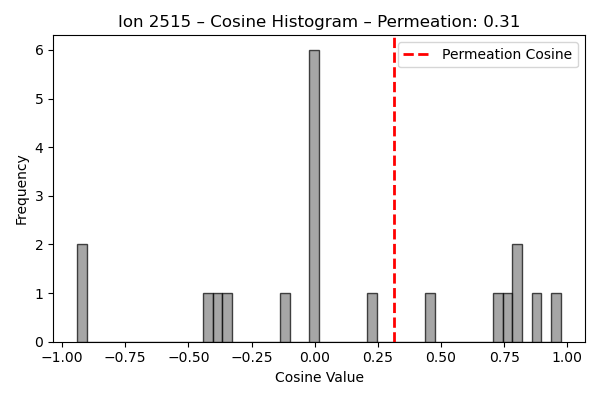 Ion 2515 – Cosine Histogram – Permeation: 0.31
Permeation Cosine
Frequency
6
5
4
3
2
1
0
−1.00 −0.75 −0.50 −0.25 0.00 0.25 0.50 0.75 1.00
Cosine Value